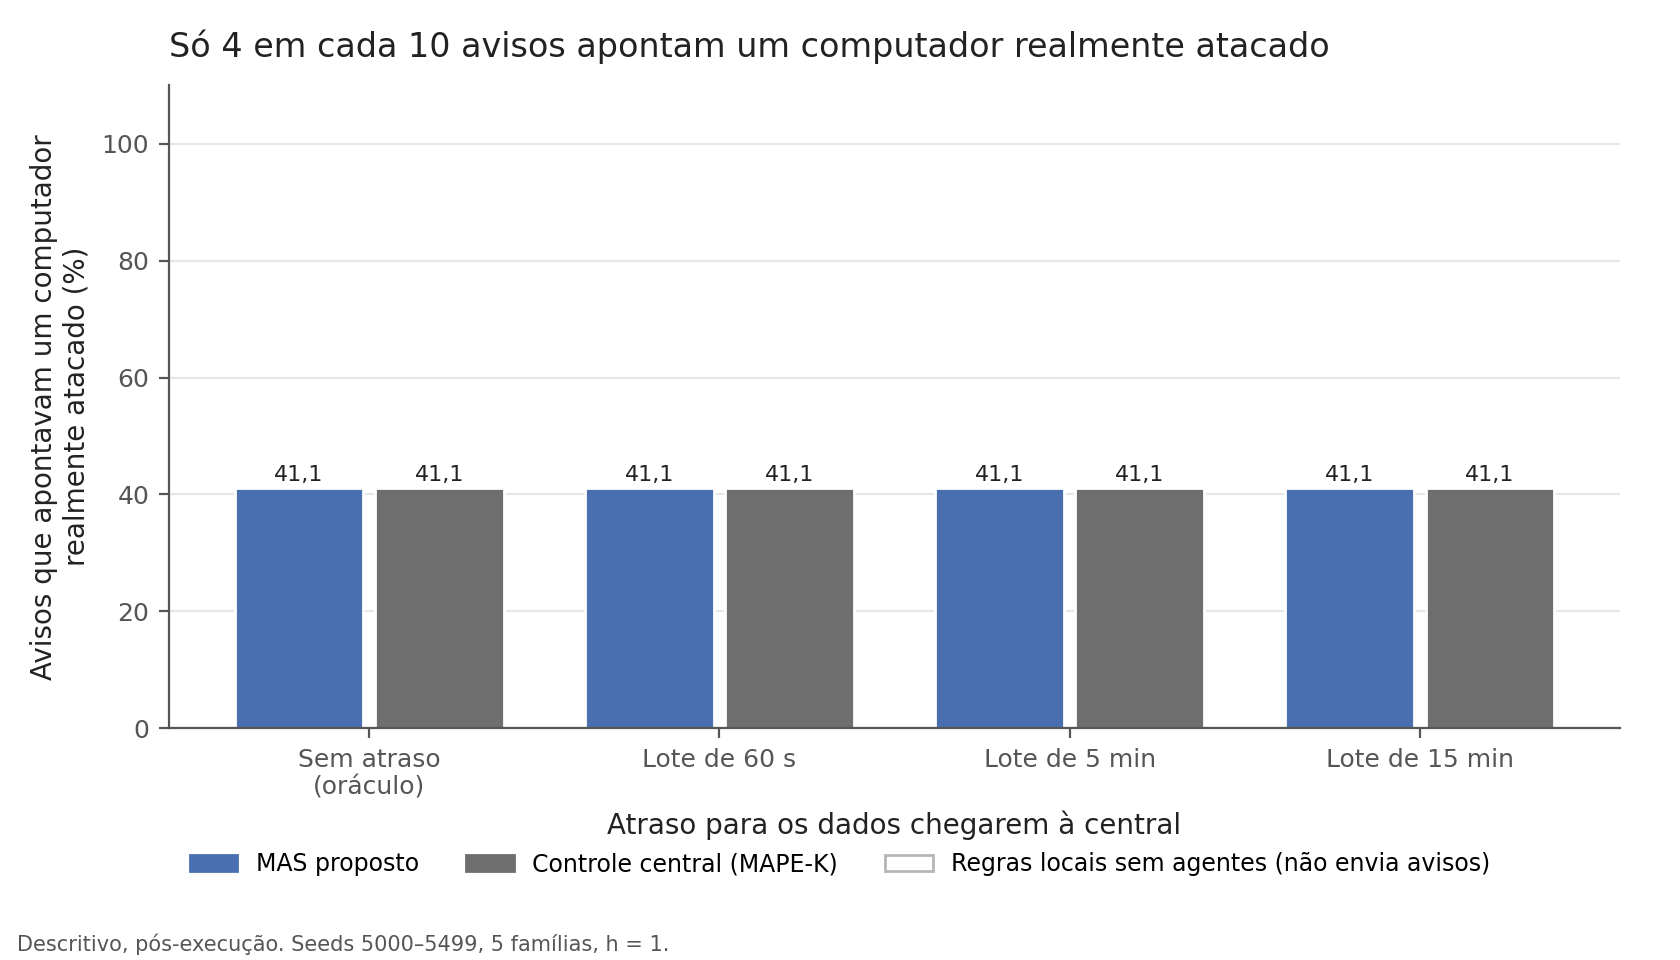 Só 4 em cada 10 avisos apontam um computador realmente atacado
Avisos que apontavam um computador
realmente atacado (%)
100
80
60
40
20
0
41,1
41,1
41,1
41,1
41,1
41,1
41,1
41,1
Sem atraso
(oráculo)
Lote de 60 s
Lote de 5 min
Lote de 15 min
Atraso para os dados chegarem à central
MAS proposto
Controle central (MAPE-K)
Regras locais sem agentes (não envia avisos)
Descritivo, pós-execução. Seeds 5000–5499, 5 famílias, h = 1.